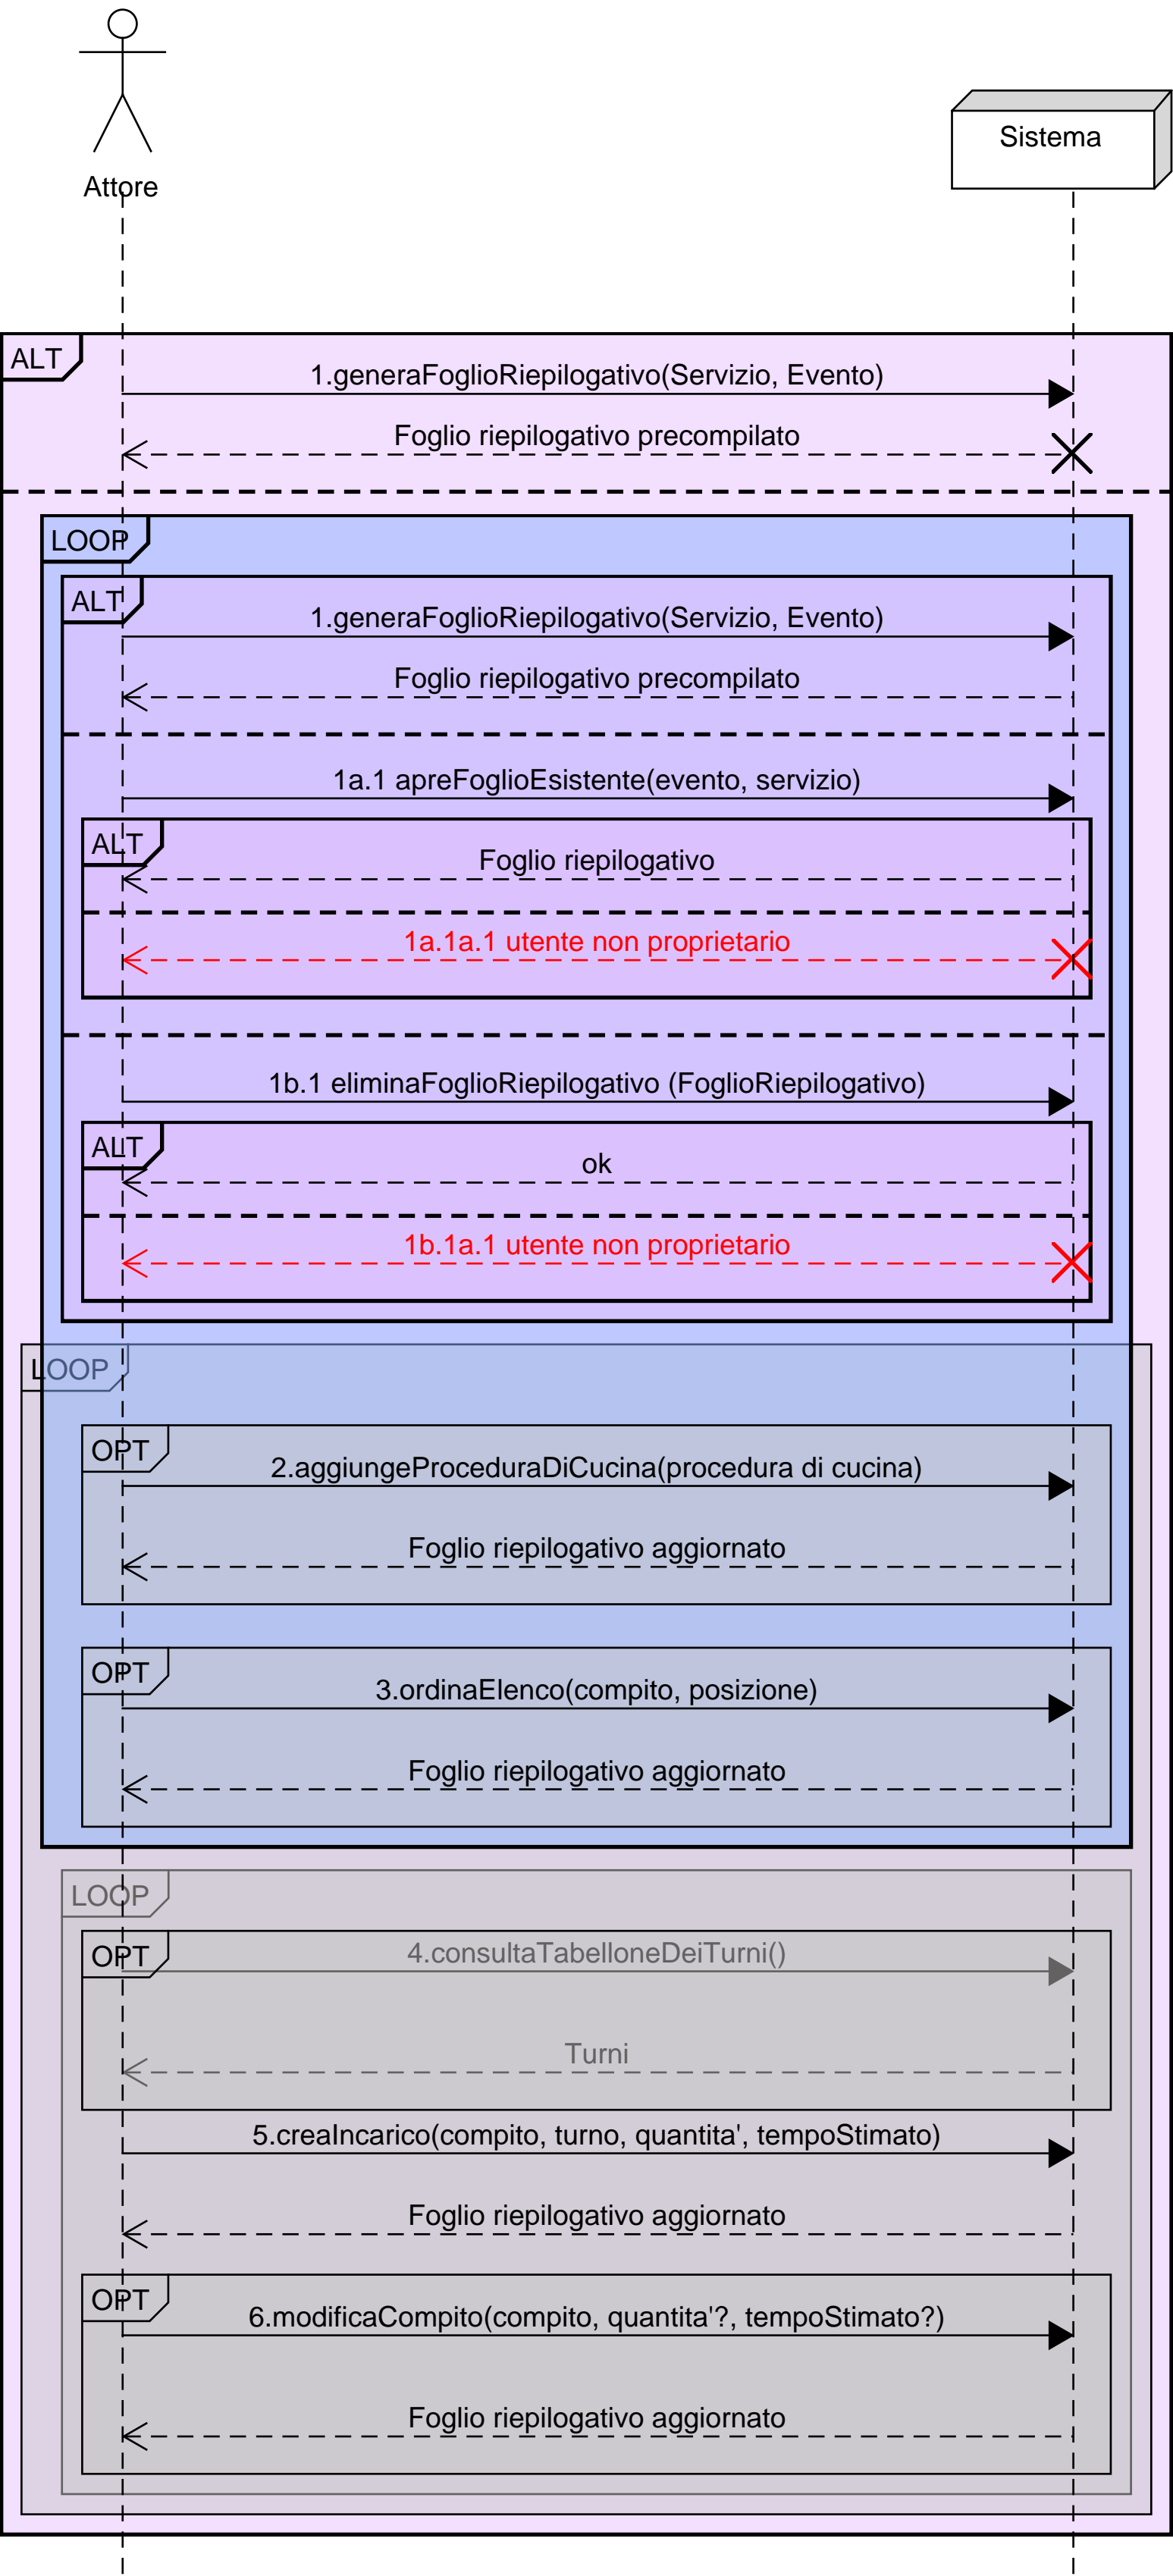 Attore
Sistema
ALT
1.generaFoglioRiepilogativo(Servizio, Evento)
Foglio riepilogativo precompilato
LOOP
ALT
1.generaFoglioRiepilogativo(Servizio, Evento)
Foglio riepilogativo precompilato
1a.1 apreFoglioEsistente(evento, servizio)
ALT
Foglio riepilogativo
1a.1a.1 utente non proprietario
1b.1 eliminaFoglioRiepilogativo (FoglioRiepilogativo)
ALT
ok
1b.1a.1 utente non proprietario
LOOP
OPT
2.aggiungeProceduraDiCucina(procedura di cucina)
Foglio riepilogativo aggiornato
OPT
3.ordinaElenco(compito, posizione)
Foglio riepilogativo aggiornato
LOOP
OPT
4.consultaTabelloneDeiTurni()
Turni
5.creaIncarico(compito, turno, quantita', tempoStimato)
Foglio riepilogativo aggiornato
OPT
6.modificaCompito(compito, quantita'?, tempoStimato?)
Foglio riepilogativo aggiornato